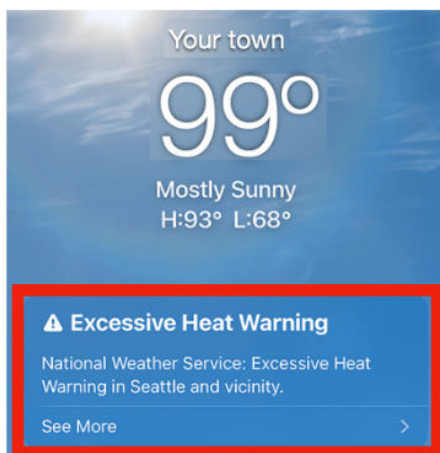 Your town
99°
Mostly Sunny
H:93° L:68°
Excessive Heat Warning
National Weather Service: Excessive Heat
Warning in Seattle and vicinity.
See More